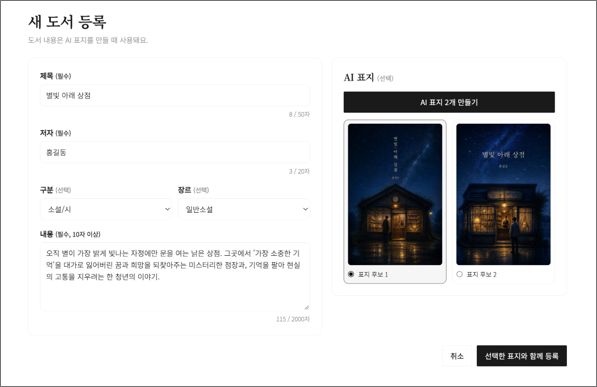 새 도서 등록
도서 내용은 AI 표지를 만들 때 사용돼요.
제목 (필수)
별빛 아래 상점
8 / 50자
저자 (필수)
홍길동
3 / 20자
구분 (선택)
장르 (선택)
소설/시
일반소설
내용 (필수, 10자 이상)
오직 별이 가장 밝게 빛나는 자정에만 문을 여는 낡은 상점. 그곳에서 '가장 소중한 기
억'을 대가로 잃어버린 꿈과 희망을 되찾아주는 미스터리한 점장과, 기억을 팔아 현실
의 고통을 지우려는 한 청년의 이야기.
115 / 2000자
AI 표지 (선택)
AI 표지 2개 만들기
별빛 아래 상점
홍길동
별빛 아래 상점
홍길동
표지 후보 1
표지 후보 2
취소
선택한 표지와 함께 등록